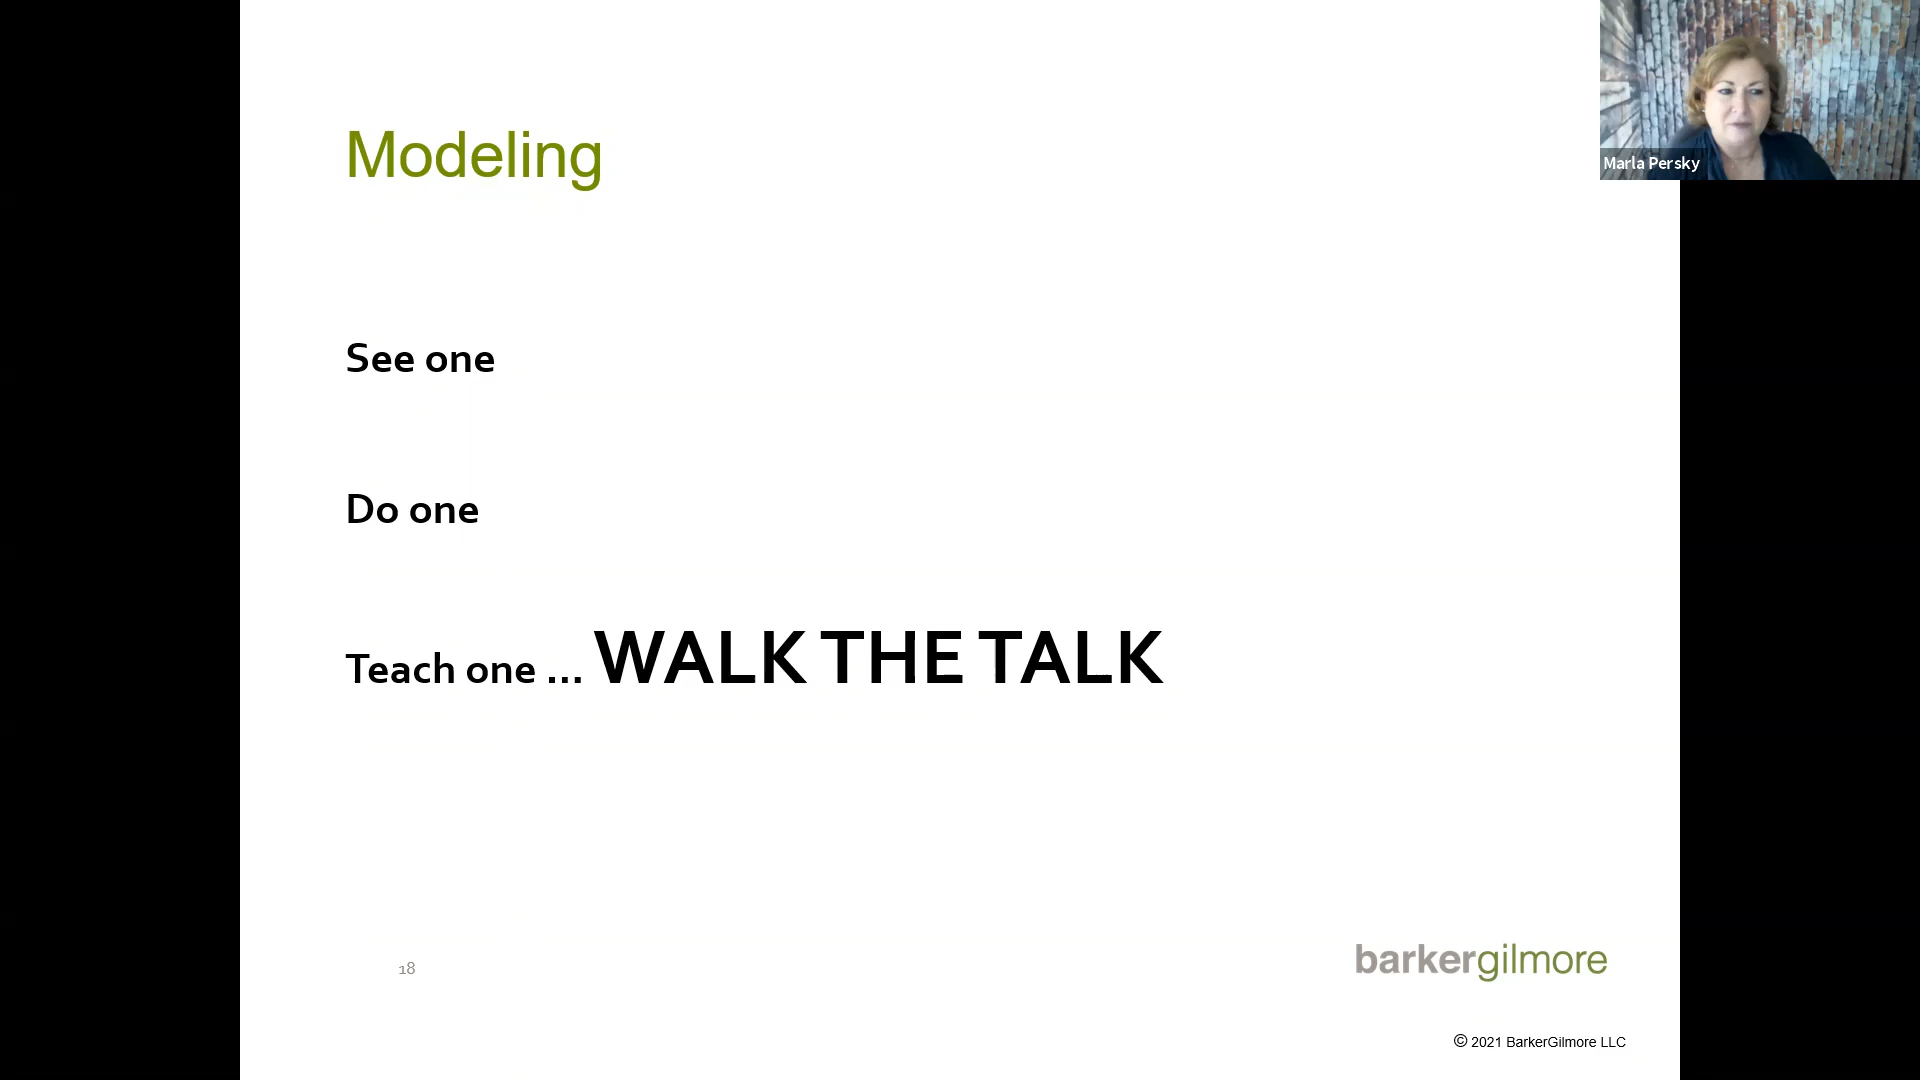 Modeling
Marla Persky
See one
Do one
Teach one ... WALK THE TALK
18
barkergilmore
© 2021 BarkerGilmore LLC